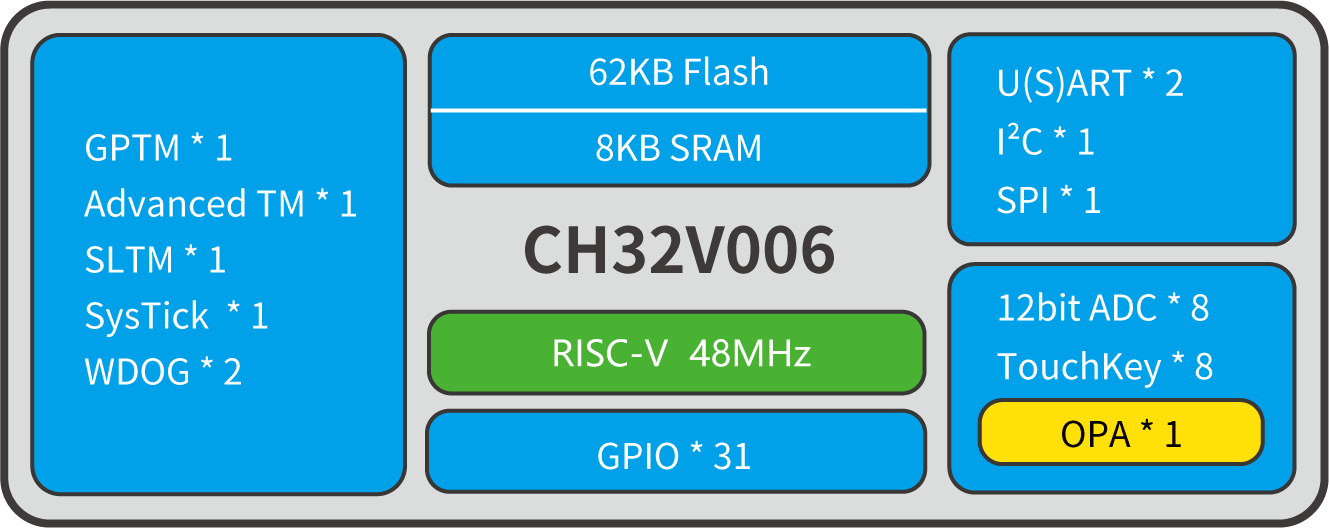 GPTM * 1
Advanced TM * 1
SLTM * 1
SysTick * 1
WDOG * 2
62KB Flash
8KB SRAM
CH32V006
RISC-V 48MHz
GPIO * 31
U(S)ART * 2
I²C * 1
SPI * 1
12bit ADC * 8
TouchKey * 8
OPA * 1